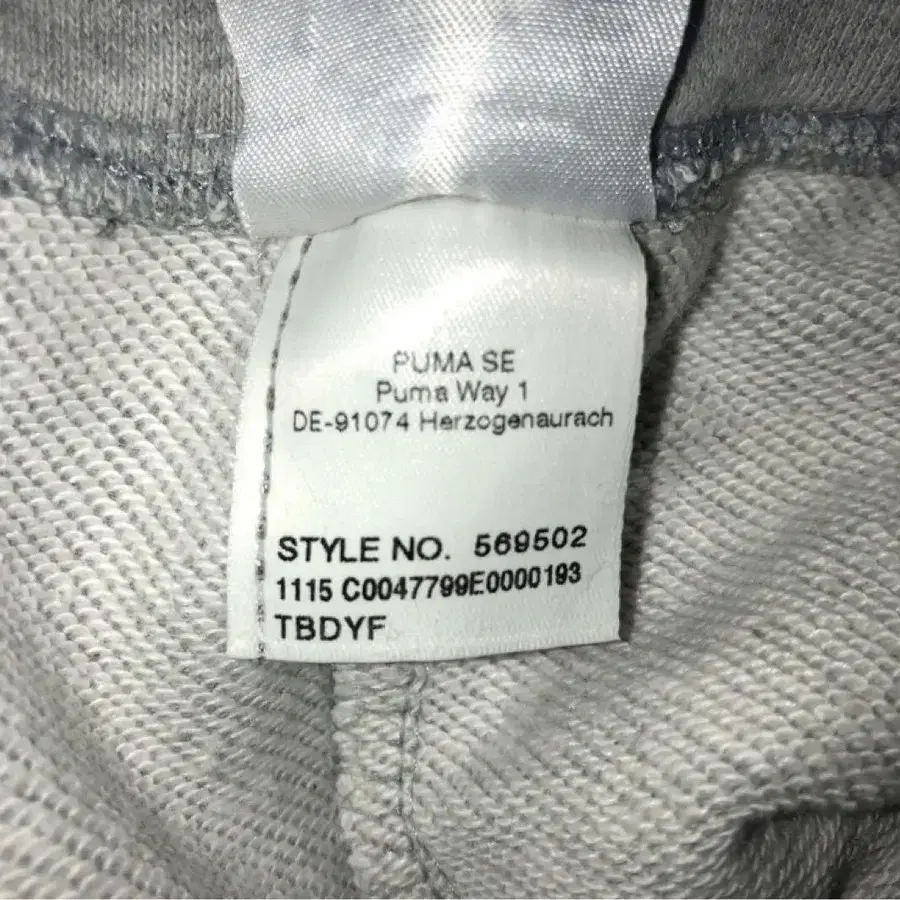 PUMA SE
Puma Way 1
DE-91074 Herzogenaurach
STYLE NO. 569502
1115 C0047799E0000193
TBDYF